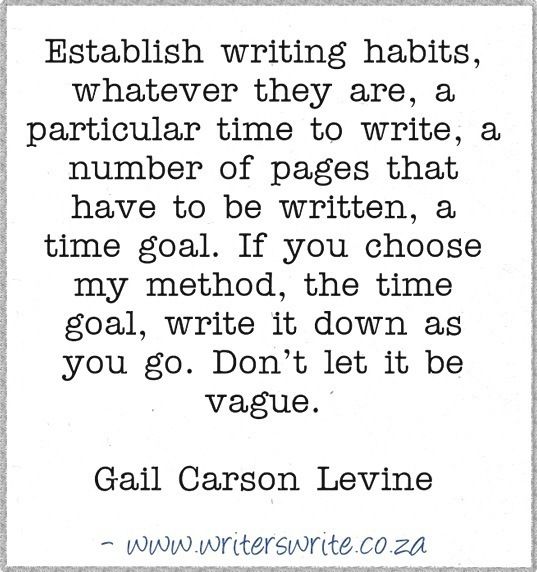 Establish writing habits,
whatever they are, a
particular time to write, a
number of pages that
have to be written, a
time goal. If you choose
my method, the time
goal, write it down as
you go. Don't let it be
vague.
Gail Carson Levine
- www.writerswrite.co.za